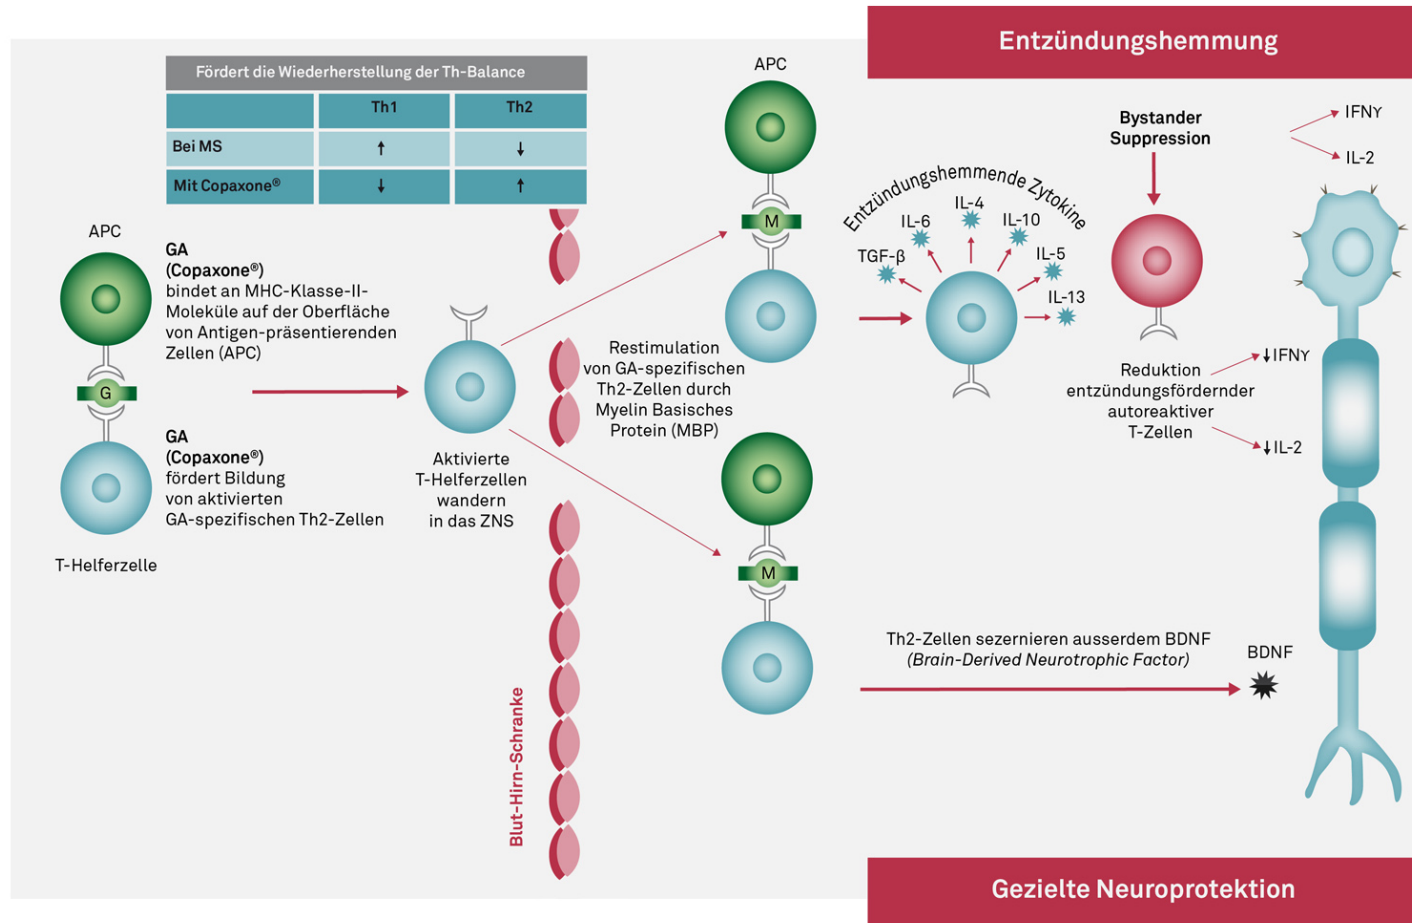 Entzündungshemmung
Fördert die Wiederherstellung der Th-Balance
Th1 Th2
Bei MS ↑ ↓
Mit Copaxone® ↓ ↑
APC
GA
(Copaxone®)
bindet an MHC-Klasse-II-
Moleküle auf der Oberfläche
von Antigen-präsentierenden
Zellen (APC)
G
GA
(Copaxone®)
fördert Bildung
von aktivierten
GA-spezifischen Th2-Zellen
T-Helferzelle
Aktivierte
T-Helferzellen
wandern
in das ZNS
Blut-Hirn-Schranke
APC
M
Restimulation
von GA-spezifischen
Th2-Zellen durch
Myelin Basisches
Protein (MBP)
M
Entzündungshemmende Zytokine
TGF-β
IL-6
IL-4
IL-10
IL-5
IL-13
Bystander
Suppression
IFNγ
IL-2
Reduktion
entzündungsfördernder
autoreaktiver
T-Zellen
↓IFNγ
↓IL-2
Th2-Zellen sezernieren ausserdem BDNF
(Brain-Derived Neurotrophic Factor)
BDNF
Gezielte Neuroprotektion